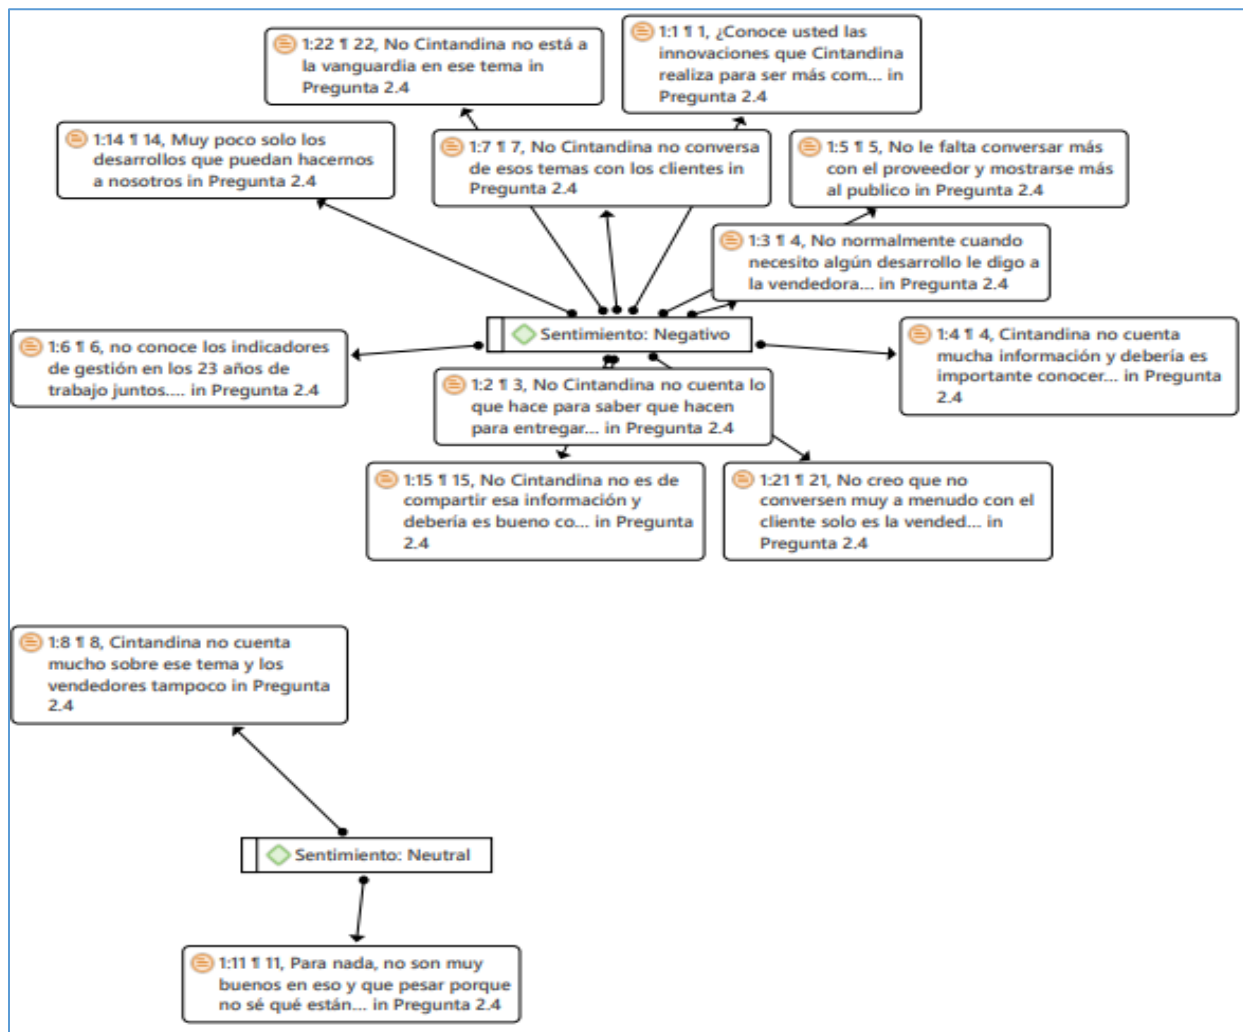 1:22 ¶ 22, No Cintandina no está a
la vanguardia en ese tema in
Pregunta 2.4
1:1 ¶ 1, ¿Conoce usted las
innovaciones que Cintandina
realiza para ser más com... in
Pregunta 2.4
1:14 ¶ 14, Muy poco solo los
desarrollos que puedan hacernos
a nosotros in Pregunta 2.4
1:7 ¶ 7, No Cintandina no conversa
de esos temas con los clientes in
Pregunta 2.4
1:5 ¶ 5, No le falta conversar más
con el proveedor y mostrarse más
al publico in Pregunta 2.4
1:3 ¶ 4, No normalmente cuando
necesito algún desarrollo le digo a
la vendedora... in Pregunta 2.4
Sentimiento: Negativo
1:6 ¶ 6, no conoce los indicadores
de gestión en los 23 años de
trabajo juntos.... in Pregunta 2.4
1:4 ¶ 4, Cintandina no cuenta
mucha información y debería es
importante conocer... in Pregunta
2.4
1:2 ¶ 3, No Cintandina no cuenta lo
que hace para saber que hacen
para entregar... in Pregunta 2.4
1:15 ¶ 15, No Cintandina no es de
compartir esa información y
debería es bueno co... in Pregunta
2.4
1:21 ¶ 21, No creo que no
conversen muy a menudo con el
cliente solo es la vended... in
Pregunta 2.4
1:8 ¶ 8, Cintandina no cuenta
mucho sobre ese tema y los
vendedores tampoco in Pregunta
2.4
Sentimiento: Neutral
1:11 ¶ 11, Para nada, no son muy
buenos en eso y que pesar porque
no sé qué están... in Pregunta 2.4